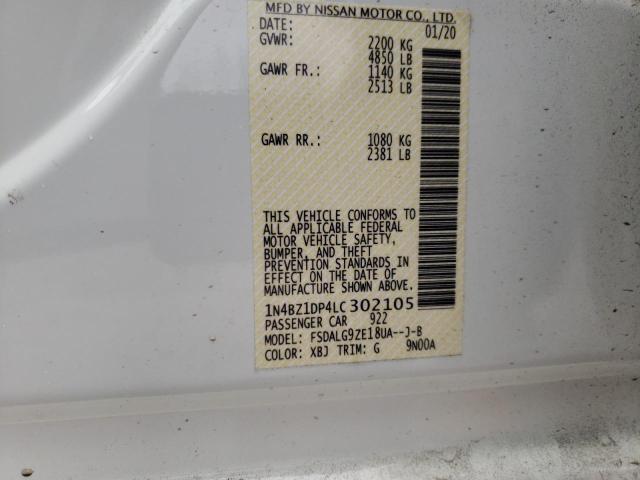 MFD BY NISSAN MOTOR CO., LTD.
DATE: 01/20
GVWR: 2200 KG
4850 LB
GAWR FR.: 1140 KG
2513 LB
GAWR RR.: 1080 KG
2381 LB
THIS VEHICLE CONFORMS TO
ALL APPLICABLE FEDERAL
MOTOR VEHICLE SAFETY,
BUMPER, AND THEFT
PREVENTION STANDARDS IN
EFFECT ON THE DATE OF
MANUFACTURE SHOWN ABOVE.
1N4BZ1DP4LC302105
PASSENGER CAR 922
MODEL: FSDALG9ZE18UA--J-B
COLOR: XBJ TRIM: G 9N00A